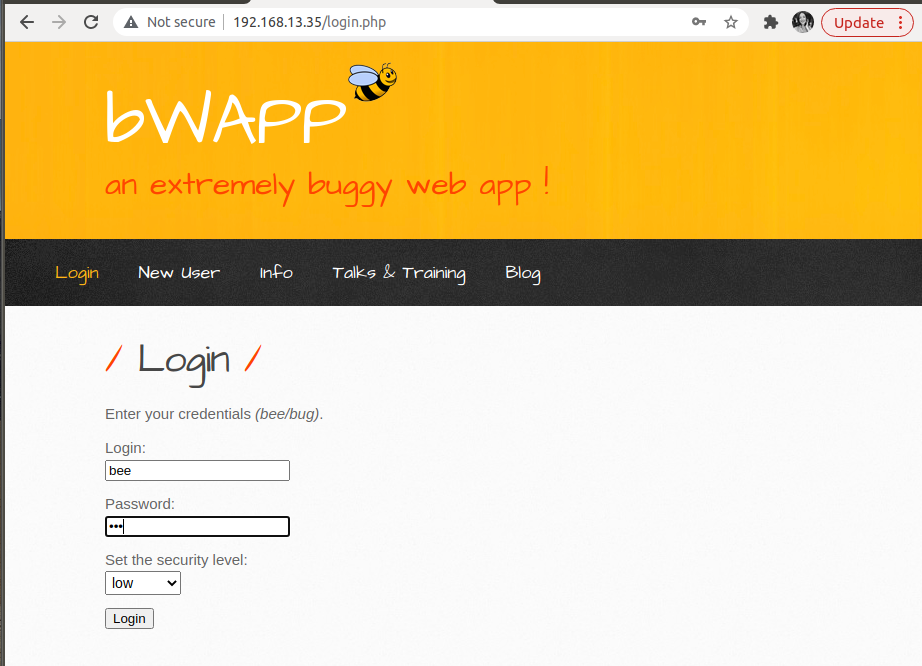 Not secure | 192.168.13.35/login.php
Update
bWAPP
an extremely buggy web app !
Login New User Info Talks & Training Blog
/ Login /
Enter your credentials (bee/bug).
Login:
bee
Password:
•••
Set the security level:
low
Login